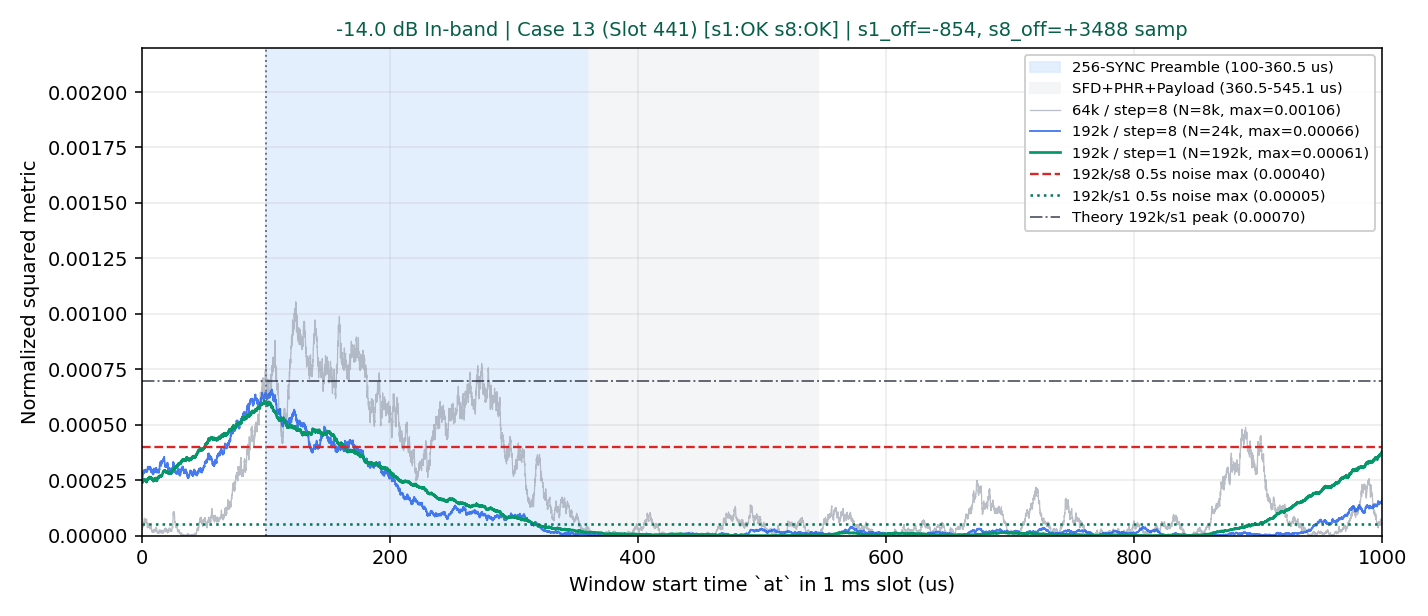 -14.0 dB In-band | Case 13 (Slot 441) [s1:OK s8:OK] | s1_off=-854, s8_off=+3488 samp
256-SYNC Preamble (100-360.5 us)
SFD+PHR+Payload (360.5-545.1 us)
64k / step=8 (N=8k, max=0.00106)
192k / step=8 (N=24k, max=0.00066)
192k / step=1 (N=192k, max=0.00061)
192k/s8 0.5s noise max (0.00040)
192k/s1 0.5s noise max (0.00005)
Theory 192k/s1 peak (0.00070)
Normalized squared metric
0.00200
0.00175
0.00150
0.00125
0.00100
0.00075
0.00050
0.00025
0.00000
0 200 400 600 800 1000
Window start time `at` in 1 ms slot (us)